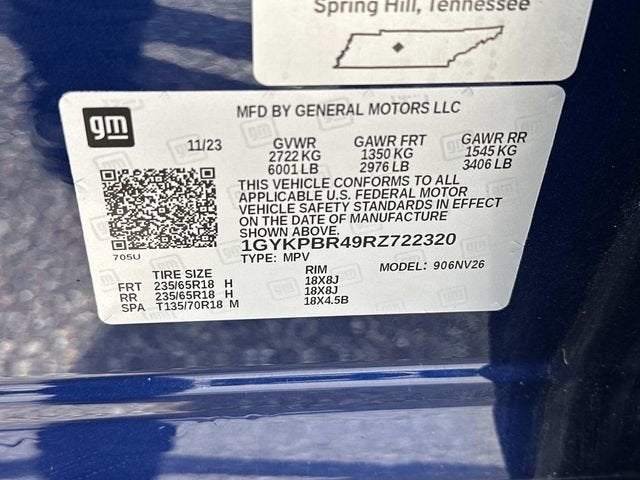 Spring Hill, Tennessee
gm
MFD BY GENERAL MOTORS LLC
11/23 GVWR GAWR FRT GAWR RR
2722 KG 1350 KG 1545 KG
6001 LB 2976 LB 3406 LB
THIS VEHICLE CONFORMS TO ALL
APPLICABLE U.S. FEDERAL MOTOR
VEHICLE SAFETY STANDARDS IN EFFECT
ON THE DATE OF MANUFACTURE
SHOWN ABOVE.
1GYKPBR49RZ722320
705U
TYPE: MPV MODEL: 906NV26
TIRE SIZE RIM
FRT 235/65R18 H 18X8J
RR 235/65R18 H 18X8J
SPA T135/70R18 M 18X4.5B